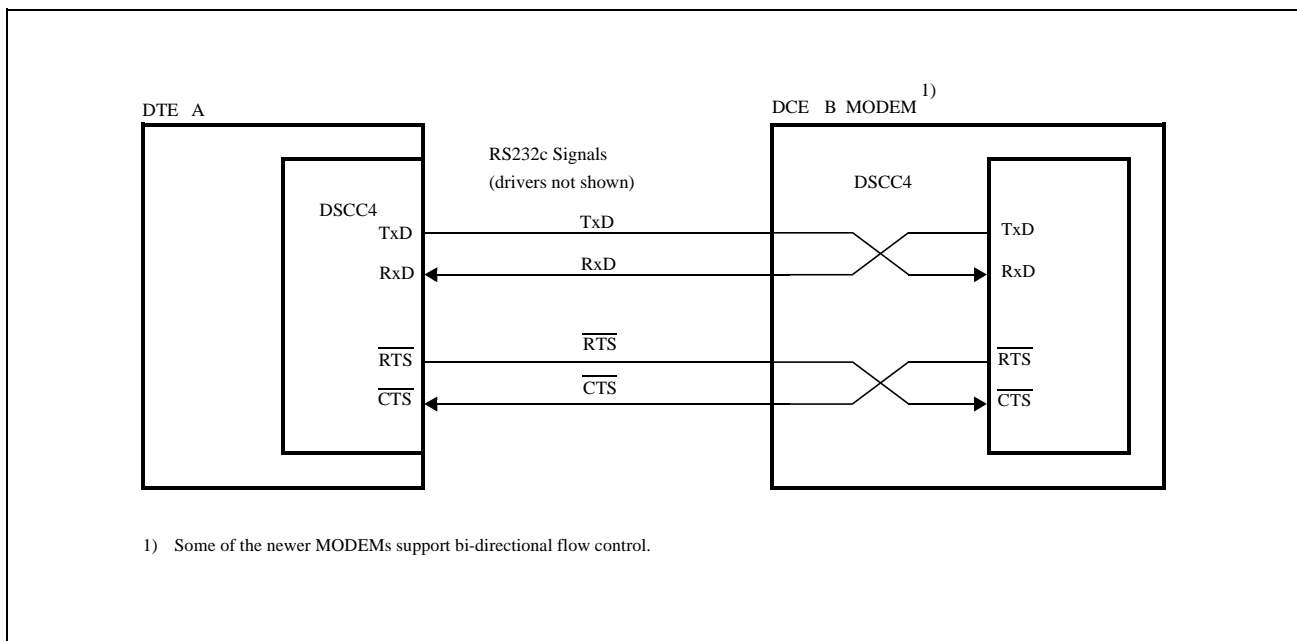 DTE A
DCE B MODEM 1)
RS232c Signals
(drivers not shown)
DSCC4
DSCC4
TxD
TxD
TxD
RxD
RxD
RxD
RTS
RTS
RTS
CTS
CTS
CTS
1) Some of the newer MODEMs support bi-directional flow control.